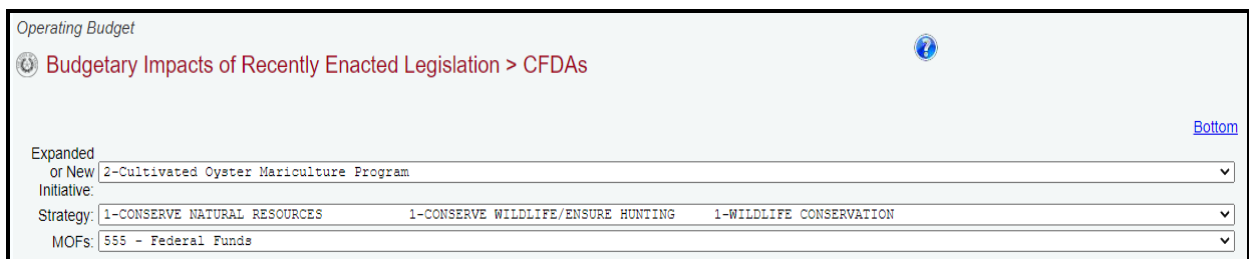 Operating Budget
?
Budgetary Impacts of Recently Enacted Legislation > CFDAs
Bottom
Expanded
or New 2-Cultivated Oyster Mariculture Program
Initiative:
Strategy: 1-CONSERVE NATURAL RESOURCES 1-CONSERVE WILDLIFE/ENSURE HUNTING 1-WILDLIFE CONSERVATION
MOFs: 555 - Federal Funds